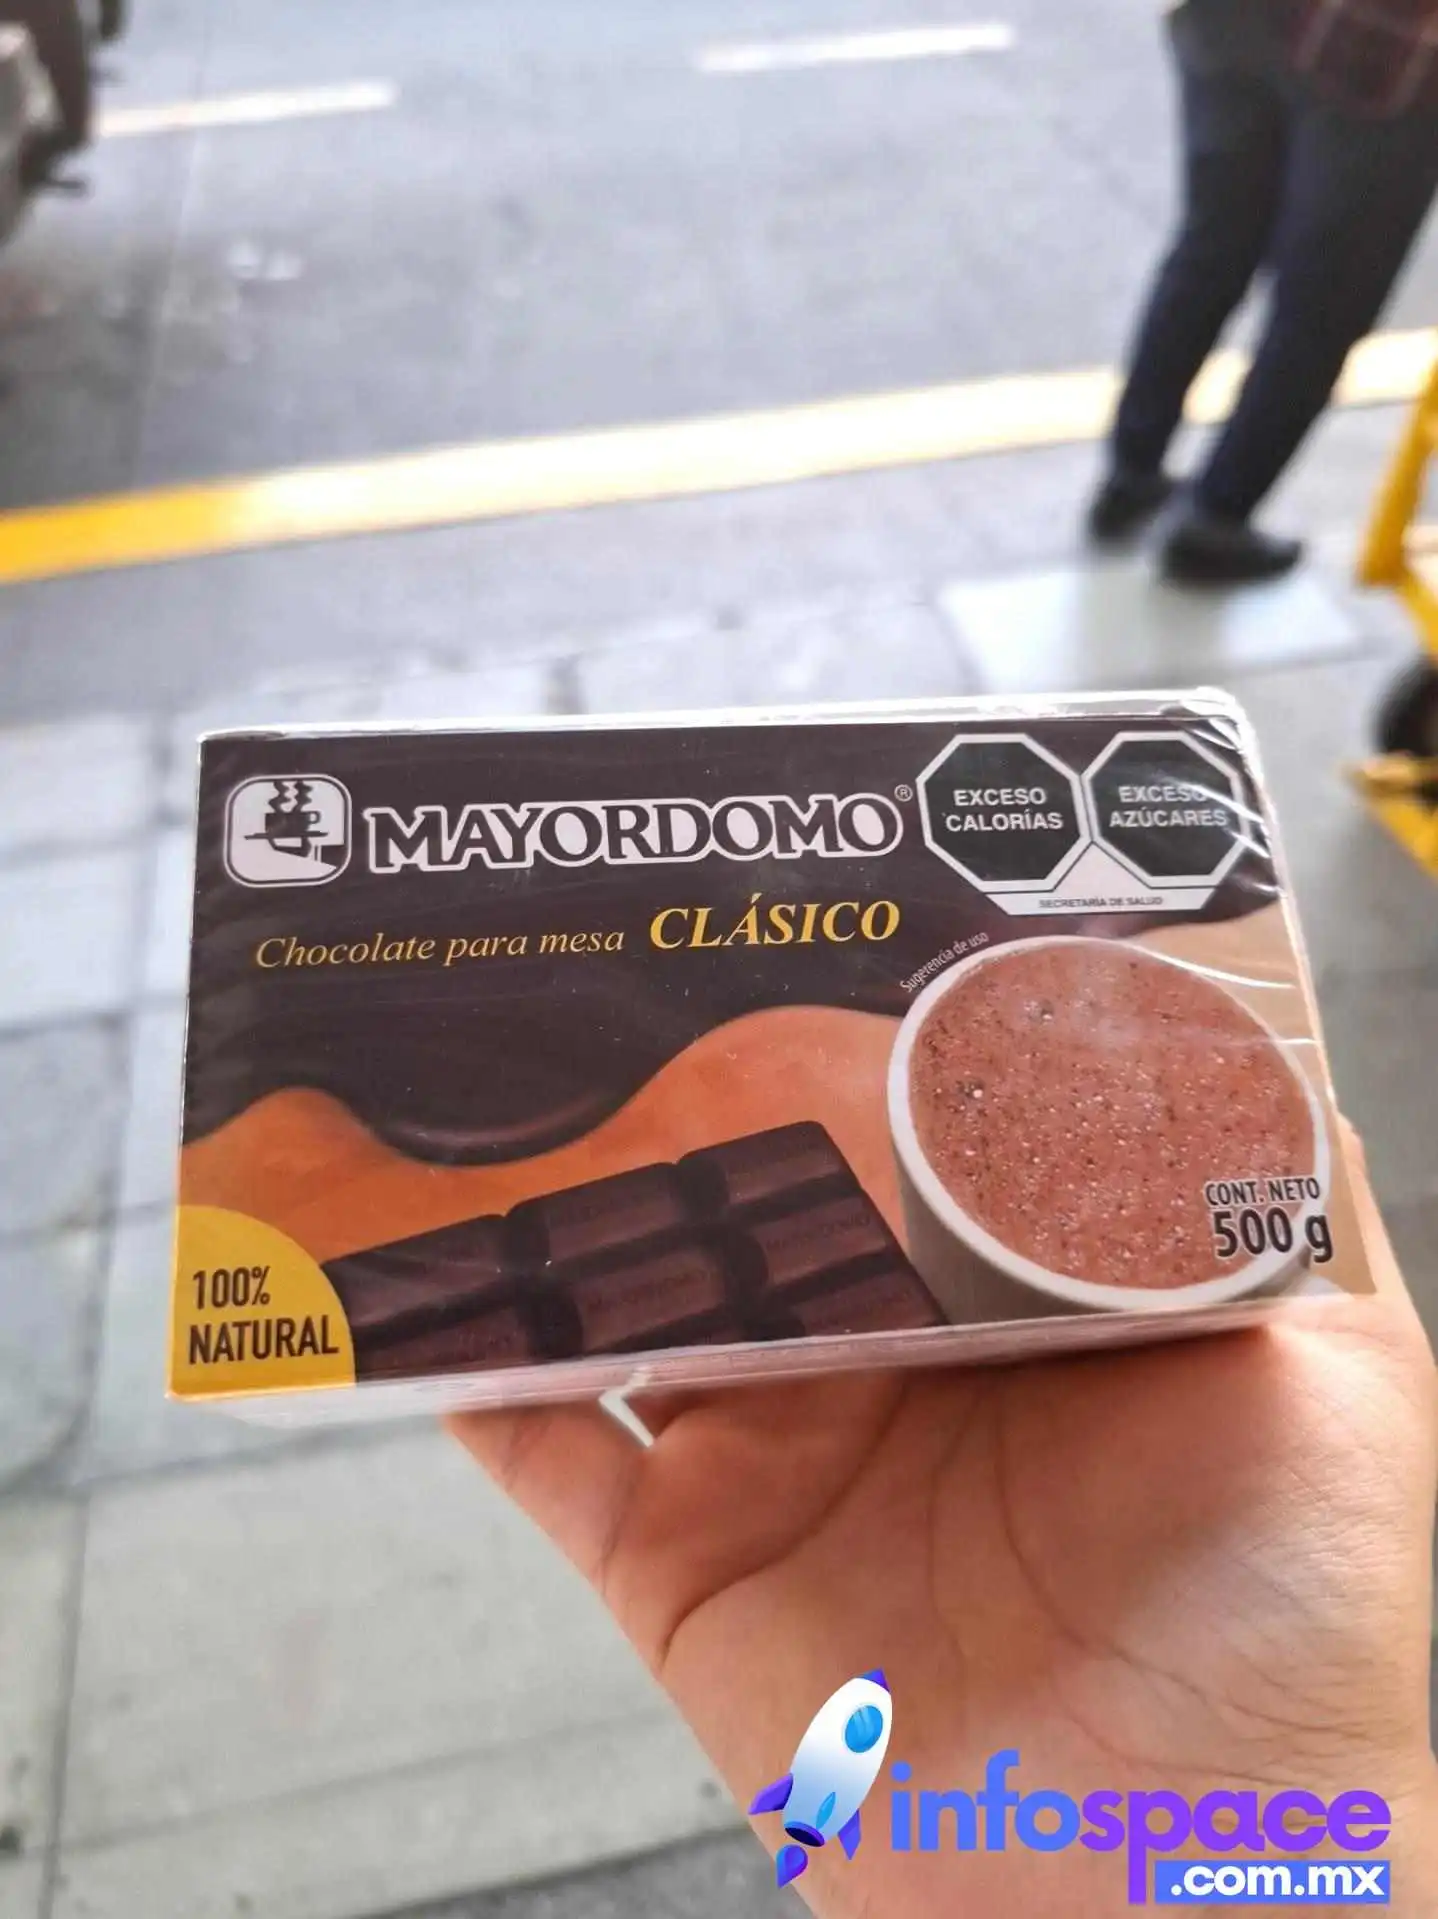 MAYORDOMO®
EXCESO
CALORÍAS
EXCESO
AZÚCARES
SECRETARÍA DE SALUD
Chocolate para mesa CLÁSICO
Sugerencia de uso
CONT. NETO
500 g
100%
NATURAL
infospace
.com.mx